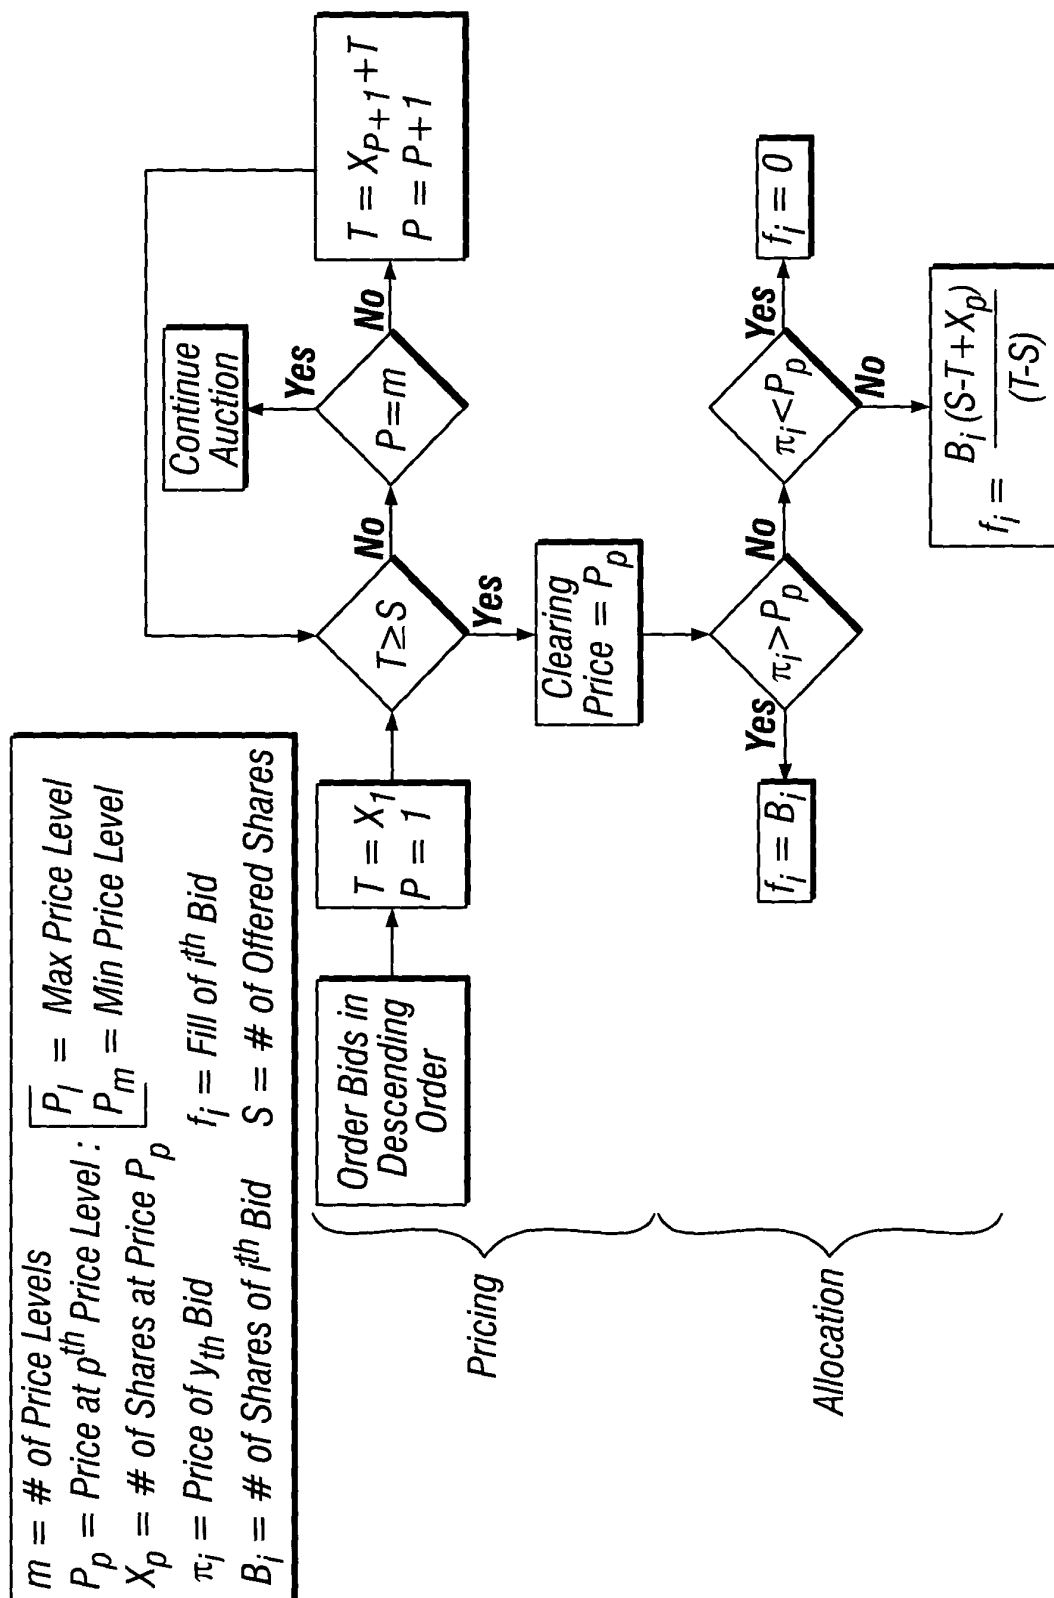 m = # of Price Levels
P_p = Price at p^th Price Level : P_1 = Max Price Level
P_m = Min Price Level
X_p = # of Shares at Price P_p
π_i = Price of y_th Bid f_i = Fill of i^th Bid
B_i = # of Shares of i^th Bid S = # of Offered Shares
Order Bids in
Descending
Order
T = X_1
P = 1
T≥S
No
P=m
No
T = X_P+1+T
P = P+1
Yes
Continue
Auction
Yes
Clearing
Price = P_p
Pricing
π_i>P_p
Yes
f_i = B_i
No
π_i<P_p
Yes
f_i = 0
No
f_i = B_i (S-T+X_p)
(T-S)
Allocation